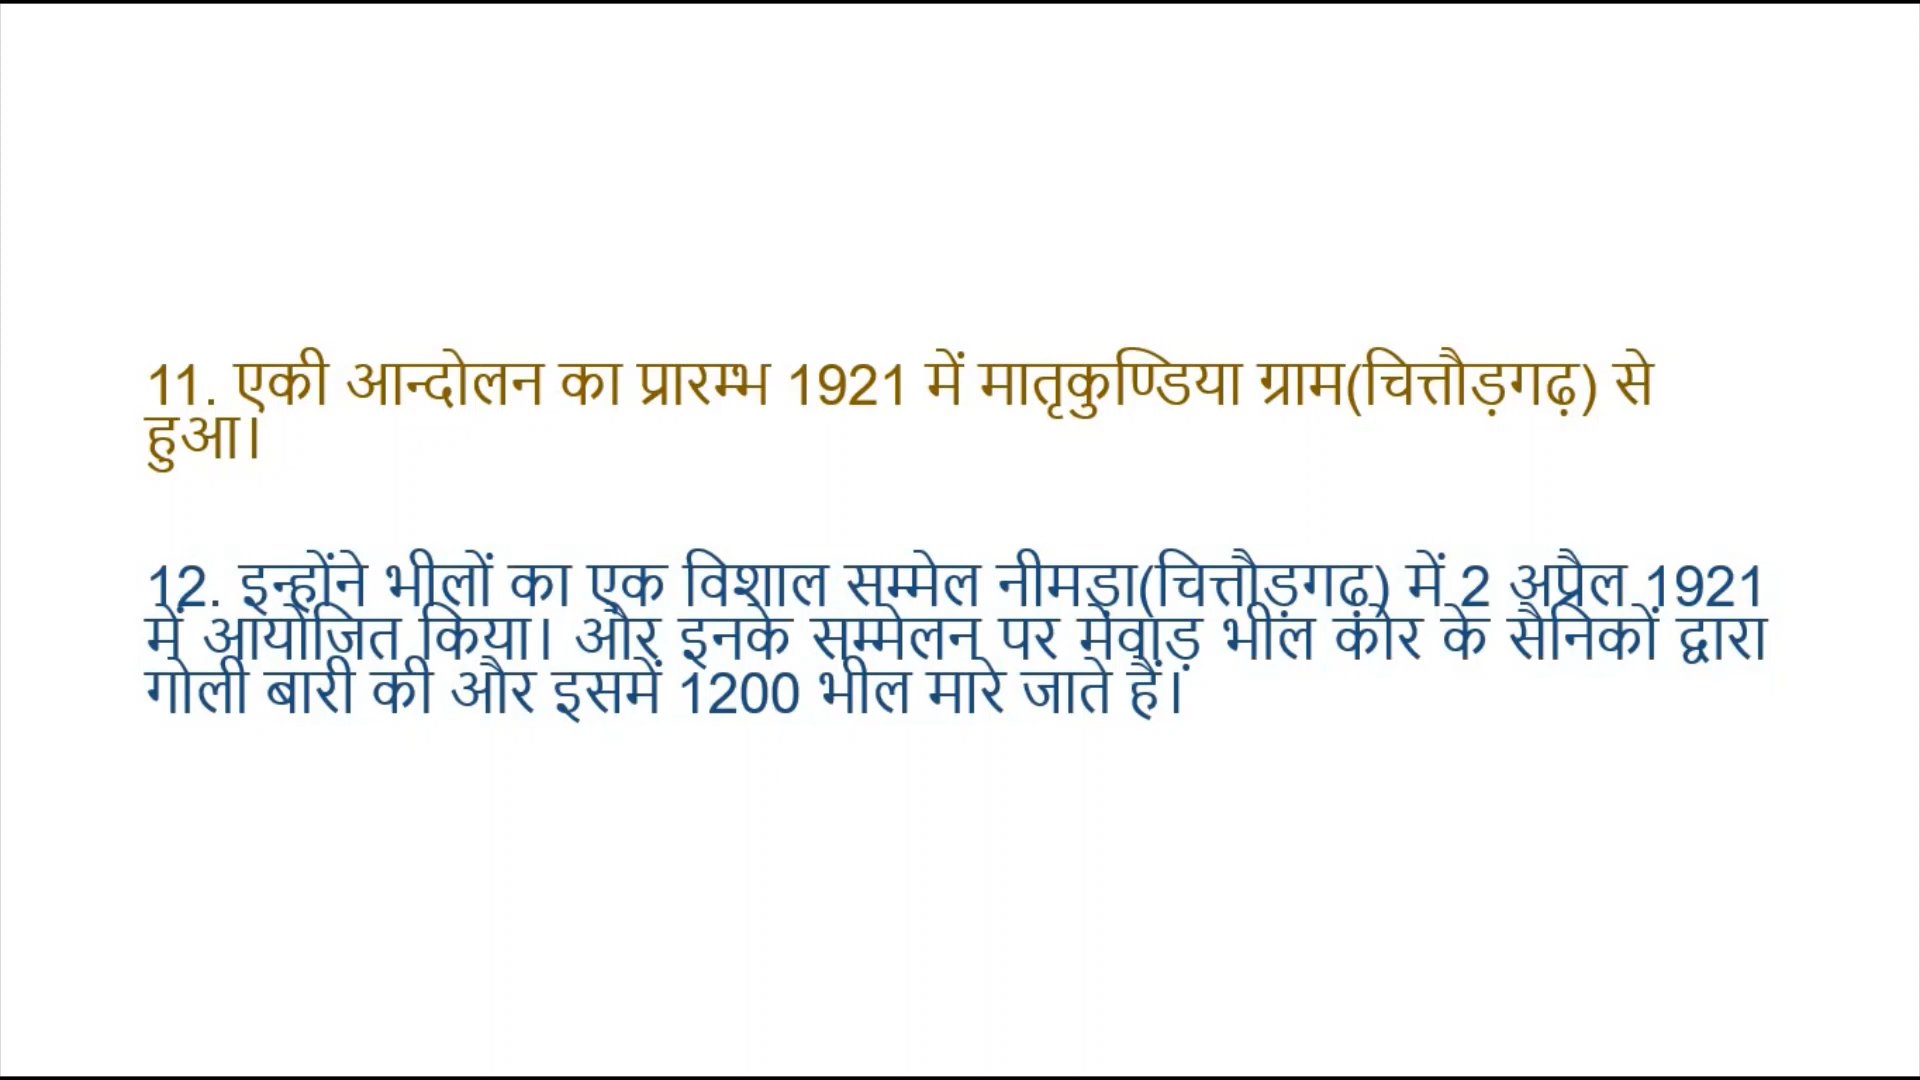 11. एकी आन्दोलन का प्रारम्भ 1921 में मातृकुण्डिया ग्राम(चित्तौड़गढ़) से
हुआ।
12. इन्होंने भीलों का एक विशाल सम्मेल नीमड़ा(चित्तौड़गढ़) में 2 अप्रैल 1921
में आयोजित किया। और इनके सम्मेलन पर मेवाड़ भील कोर के सैनिकों द्वारा
गोली बारी की और इसमें 1200 भील मारे जाते हैं।